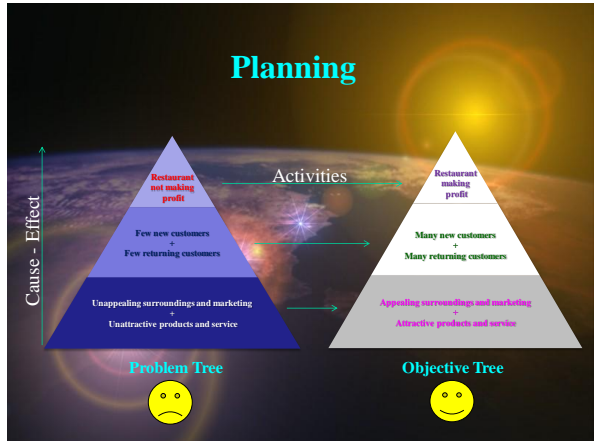 Planning
Activities
Cause - Effect
Restaurant
not making
profit
Few new customers
+
Few returning customers
Unappealing surroundings and marketing
+
Unattractive products and service
Problem Tree
Restaurant
making
profit
Many new customers
+
Many returning customers
Appealing surroundings and marketing
+
Attractive products and service
Objective Tree